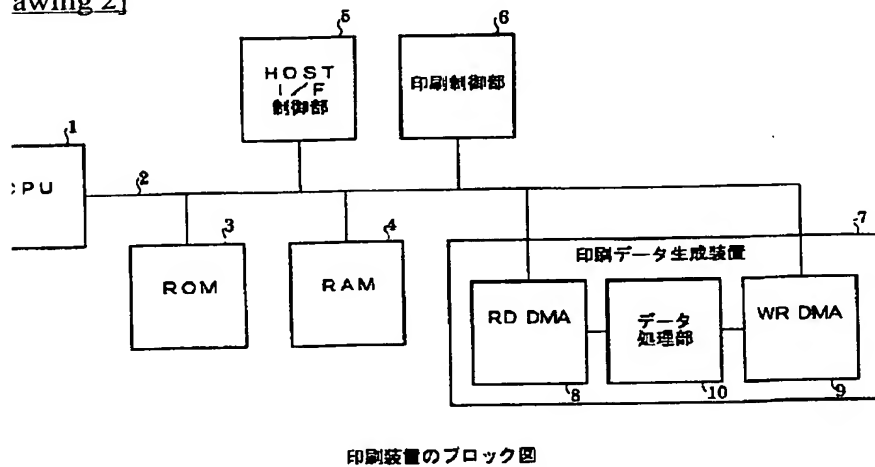 awing 2]
5
HOST
I/F
制御部
6
印刷制御部
1
CPU
2
3
ROM
4
RAM
7
印刷データ生成装置
RD DMA
8
データ
処理部
10
WR DMA
9
印刷装置のブロック図